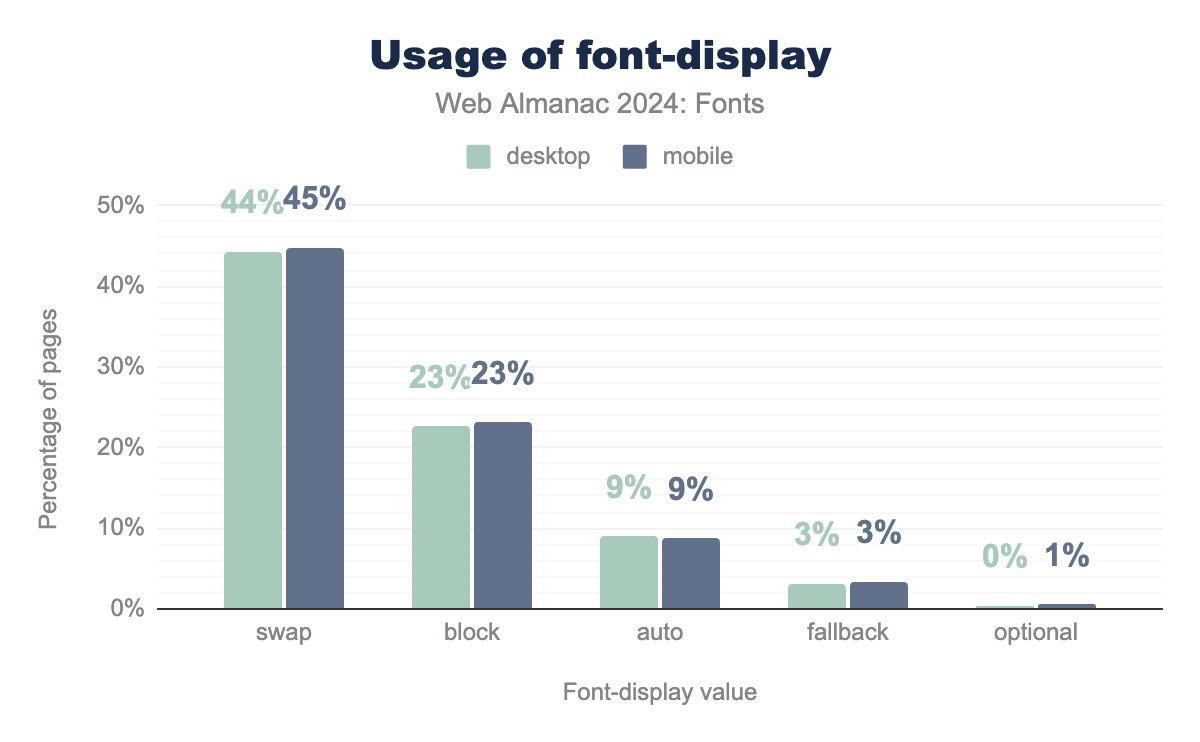 Usage of font-display
Web Almanac 2024: Fonts
desktop mobile
Percentage of pages
50%
40%
30%
20%
10%
0%
44% 45%
23% 23%
9% 9%
3% 3%
0% 1%
swap block auto fallback optional
Font-display value